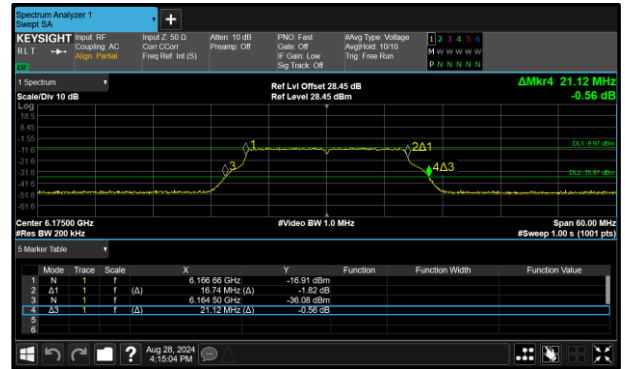 Spectrum Analyzer 1
Swept SA
+
KEYSIGHT Input: RF Input Z: 50 Ω Atten: 10 dB PNO: Fast #Avg Type: Voltage 1 2 3 4 5 6
RLT Coupling: AC Corr CCorr Preamp: Off Gate: Off Avg|Hold: 10/10 M W W W W W
Align: Partial Freq Ref: Int (S) IF Gain: Low Trig: Free Run P N N N N N
LXI Sig Track: Off
1 Spectrum Ref Lvl Offset 28.45 dB ΔMkr4 21.12 MHz
Scale/Div 10 dB Ref Level 28.45 dBm -0.56 dB
Log
18.5
8.45
-1.55
-11.6 1 2Δ1 DL1 -9.97 dBm
-21.6
-31.6 3 4Δ3 DL2 -35.97 dBm
-41.6
-51.6
-61.6
Center 6.17500 GHz #Video BW 1.0 MHz Span 60.00 MHz
#Res BW 200 kHz #Sweep 1.00 s (1001 pts)
5 Marker Table
Mode Trace Scale X Y Function Function Width Function Value
1 N 1 f 6.166 66 GHz -16.91 dBm
2 Δ1 1 f (Δ) 16.74 MHz (Δ) -1.82 dB
3 N 1 f 6.164 50 GHz -36.08 dBm
4 Δ3 1 f (Δ) 21.12 MHz (Δ) -0.56 dB
5
6
? Aug 28, 2024
4:15:04 PM